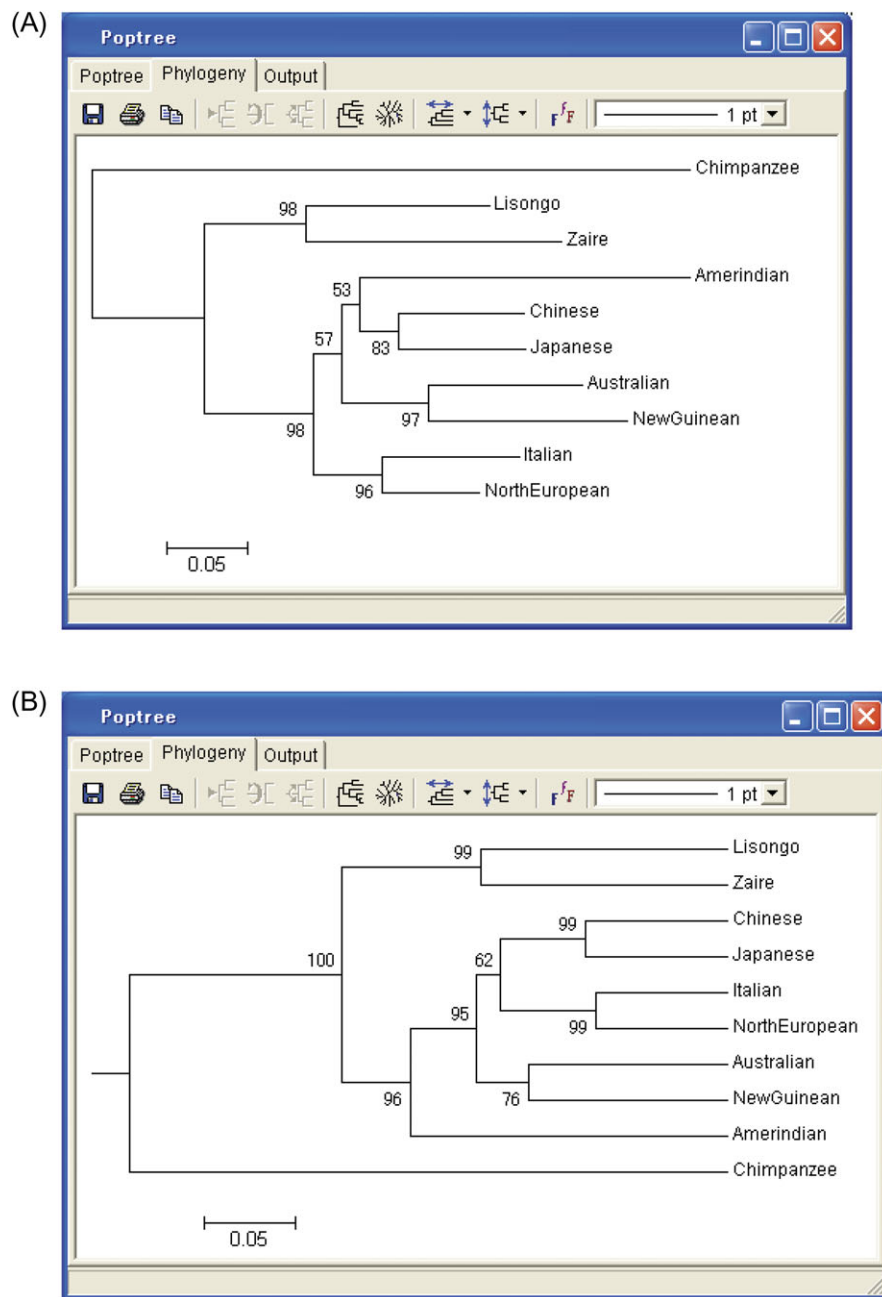 (A)
Poptree
Poptree Phylogeny Output
F f F 1 pt
Chimpanzee
98 Lisongo
Zaire
Amerindian
53
Chinese
57
83 Japanese
Australian
97 NewGuinean
98
Italian
96 NorthEuropean
0.05
(B)
Poptree
Poptree Phylogeny Output
F f F 1 pt
Lisongo
99
Zaire
Chinese
99
Japanese
100 62
Italian
95
99 NorthEuropean
Australian
96 76 NewGuinean
Amerindian
Chimpanzee
0.05